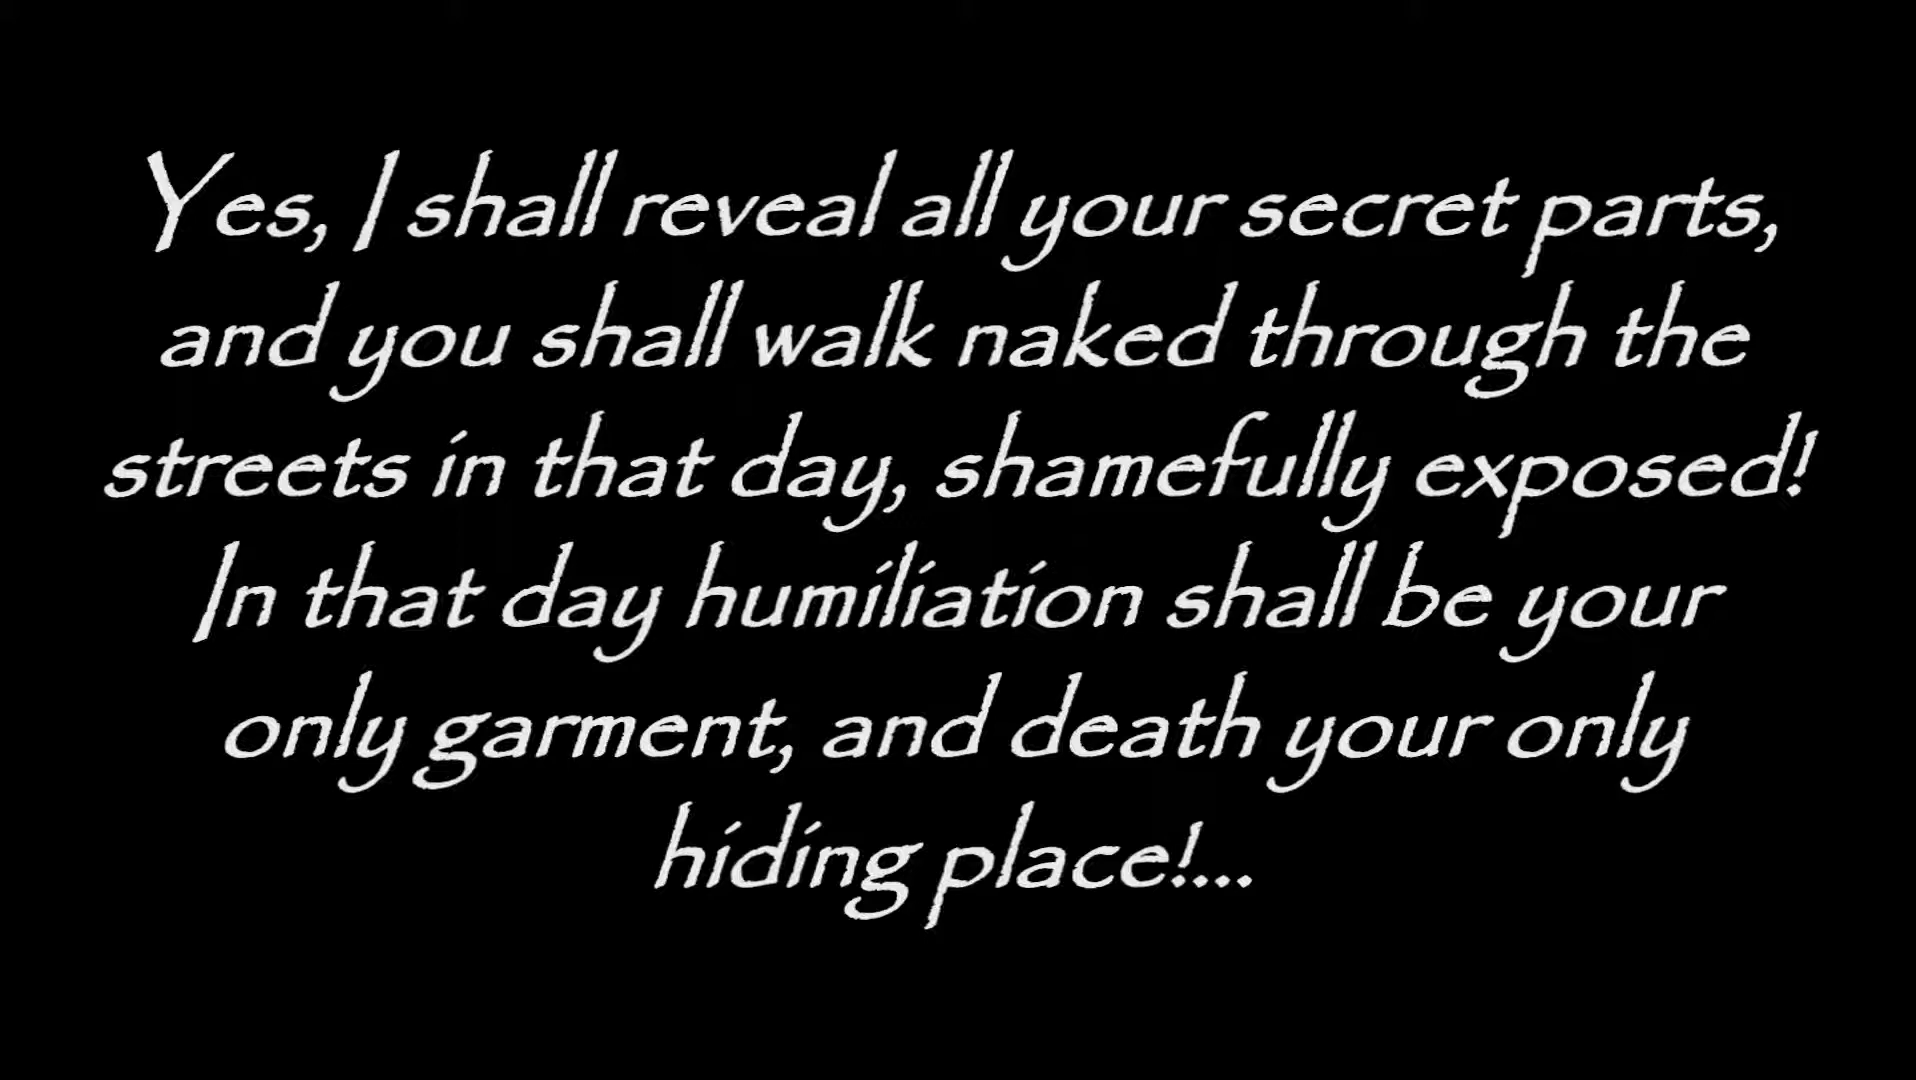 Yes, I shall reveal all your secret parts,
and you shall walk naked through the
streets in that day, shamefully exposed!
In that day humiliation shall be your
only garment, and death your only
hiding place!...